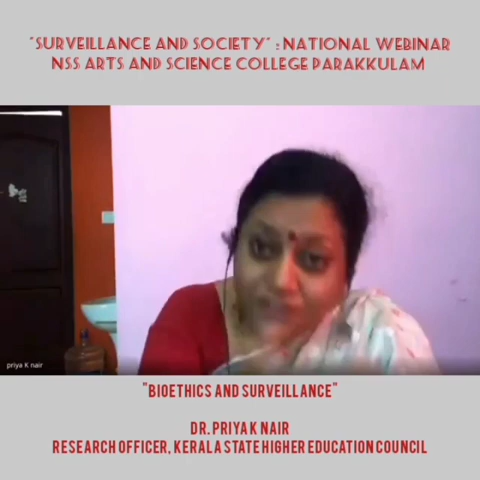 "SURVEILLANCE AND SOCIETY" : NATIONAL WEBINAR
NSS ARTS AND SCIENCE COLLEGE PARAKKULAM
priya K nair
"BIOETHICS AND SURVEILLANCE"
DR. PRIYA K NAIR
RESEARCH OFFICER, KERALA STATE HIGHER EDUCATION COUNCIL